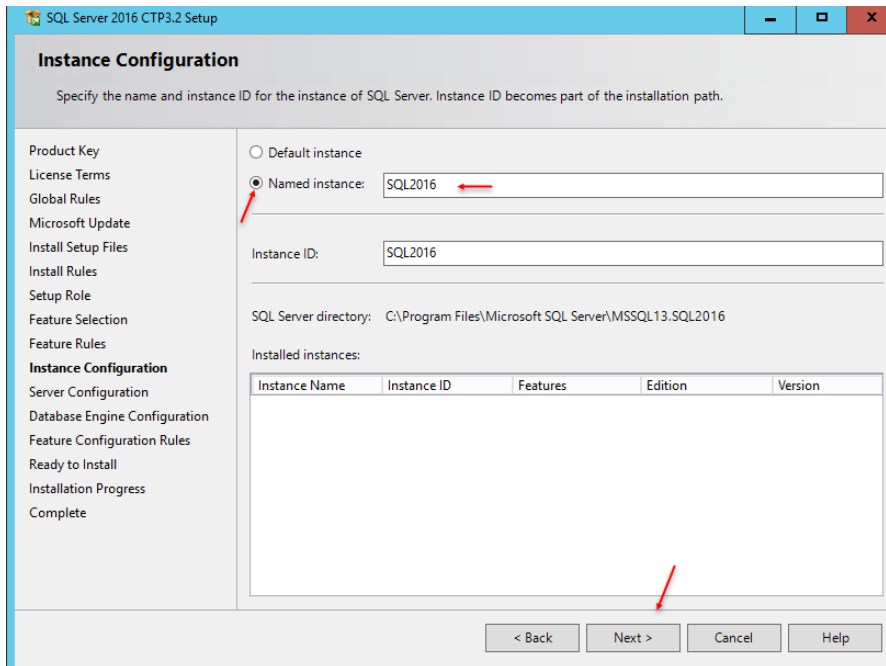 SQL Server 2016 CTP3.2 Setup
Instance Configuration
Specify the name and instance ID for the instance of SQL Server. Instance ID becomes part of the installation path.
Product Key
License Terms
Global Rules
Microsoft Update
Install Setup Files
Install Rules
Setup Role
Feature Selection
Feature Rules
Instance Configuration
Server Configuration
Database Engine Configuration
Feature Configuration Rules
Ready to Install
Installation Progress
Complete
Default instance
Named instance: SQL2016
Instance ID: SQL2016
SQL Server directory: C:\Program Files\Microsoft SQL Server\MSSQL13.SQL2016
Installed instances:
Instance Name Instance ID Features Edition Version
< Back Next > Cancel Help